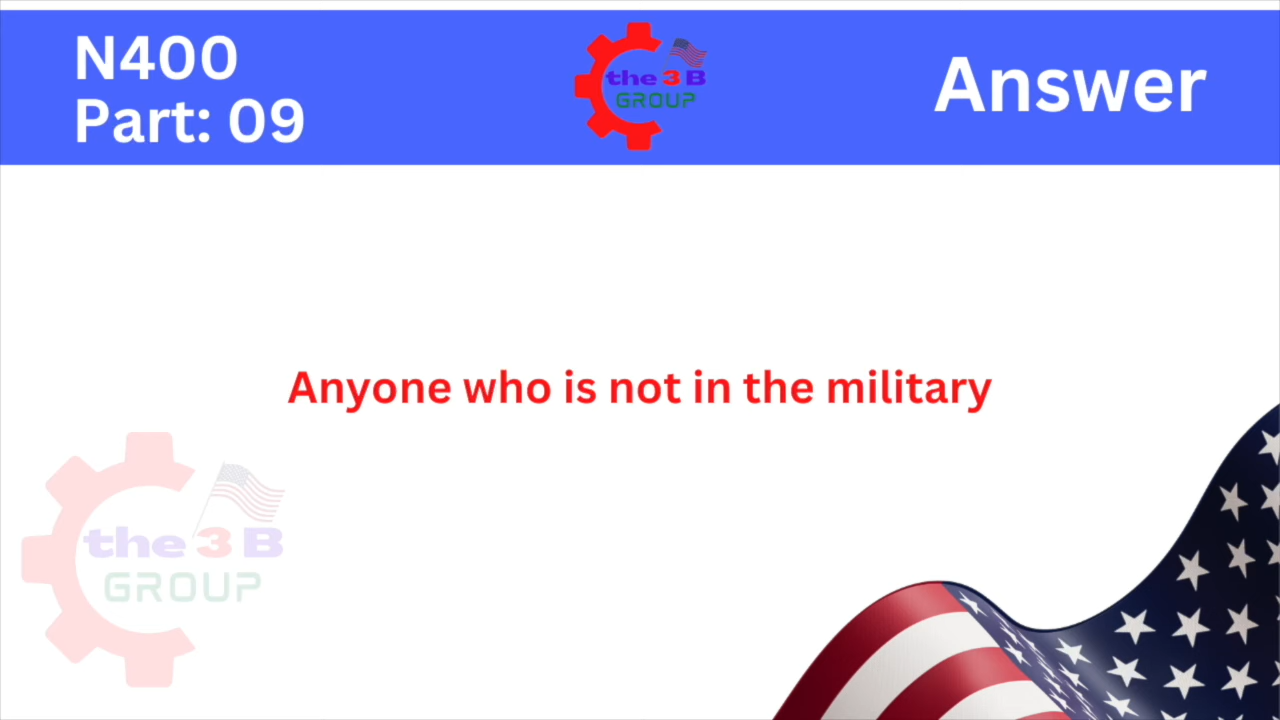 N400
Part: 09
the 3 B
GROUP
Answer
Anyone who is not in the military
the 3 B
GROUP